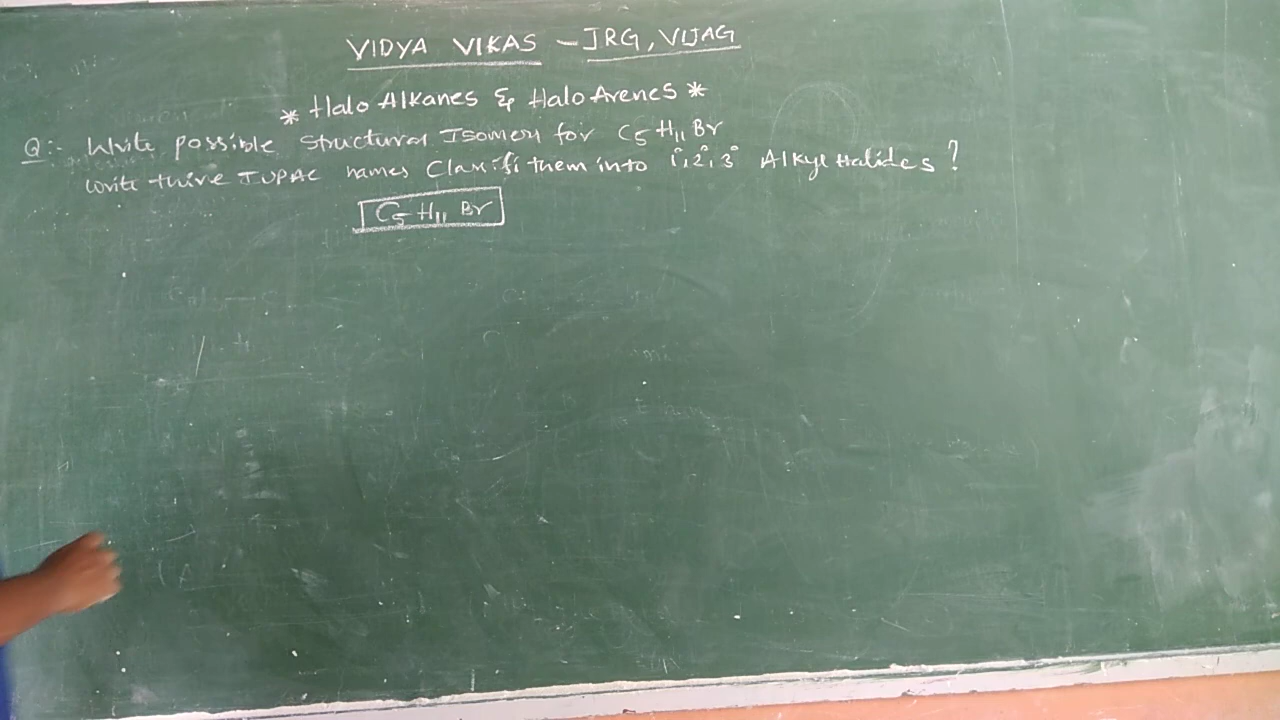 VIDYA VIKAS - JRG, VIJAG
* Halo Alkanes & Halo Arenes *
Q:- Write possible Structural Isomers for C5 H11 Br
write thire IUPAC names Classifi them into 1°, 2°, 3° Alkyl Halides ?
C5 H11 Br